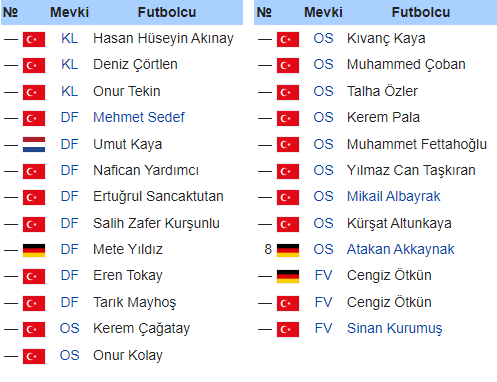 № Mevki Futbolcu
— KL Hasan Hüseyin Akınay
— KL Deniz Çörtlen
— KL Onur Tekin
— DF Mehmet Sedef
— DF Umut Kaya
— DF Nafican Yardımcı
— DF Ertuğrul Sancaktutan
— DF Salih Zafer Kurşunlu
— DF Mete Yıldız
— DF Eren Tokay
— DF Tarık Mayhoş
— OS Kerem Çağatay
— OS Onur Kolay
№ Mevki Futbolcu
— OS Kıvanç Kaya
— OS Muhammed Çoban
— OS Talha Özler
— OS Kerem Pala
— OS Muhammet Fettahoğlu
— OS Yılmaz Can Taşkıran
— OS Mikail Albayrak
— OS Kürşat Altunkaya
8 OS Atakan Akkaynak
— FV Cengiz Ötkün
— FV Cengiz Ötkün
— FV Sinan Kurumuş